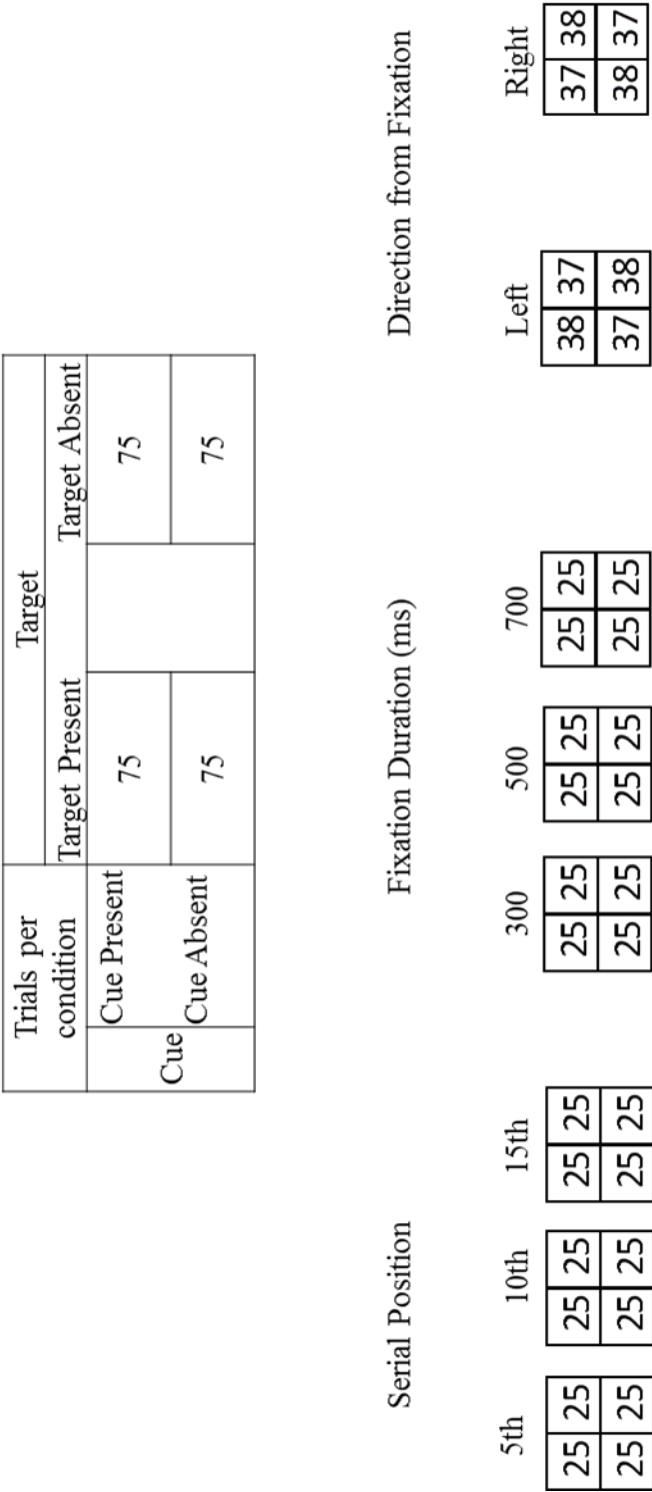 Trials per condition Target
Target Present Target Absent
Cue Cue Present 75 75
Cue Absent 75 75
Serial Position Fixation Duration (ms) Direction from Fixation
5th 10th 15th 300 500 700 Left Right
25 25 25 25 25 25 25 25 25 25 25 25 38 37 37 38
25 25 25 25 25 25 25 25 25 25 25 25 37 38 38 37